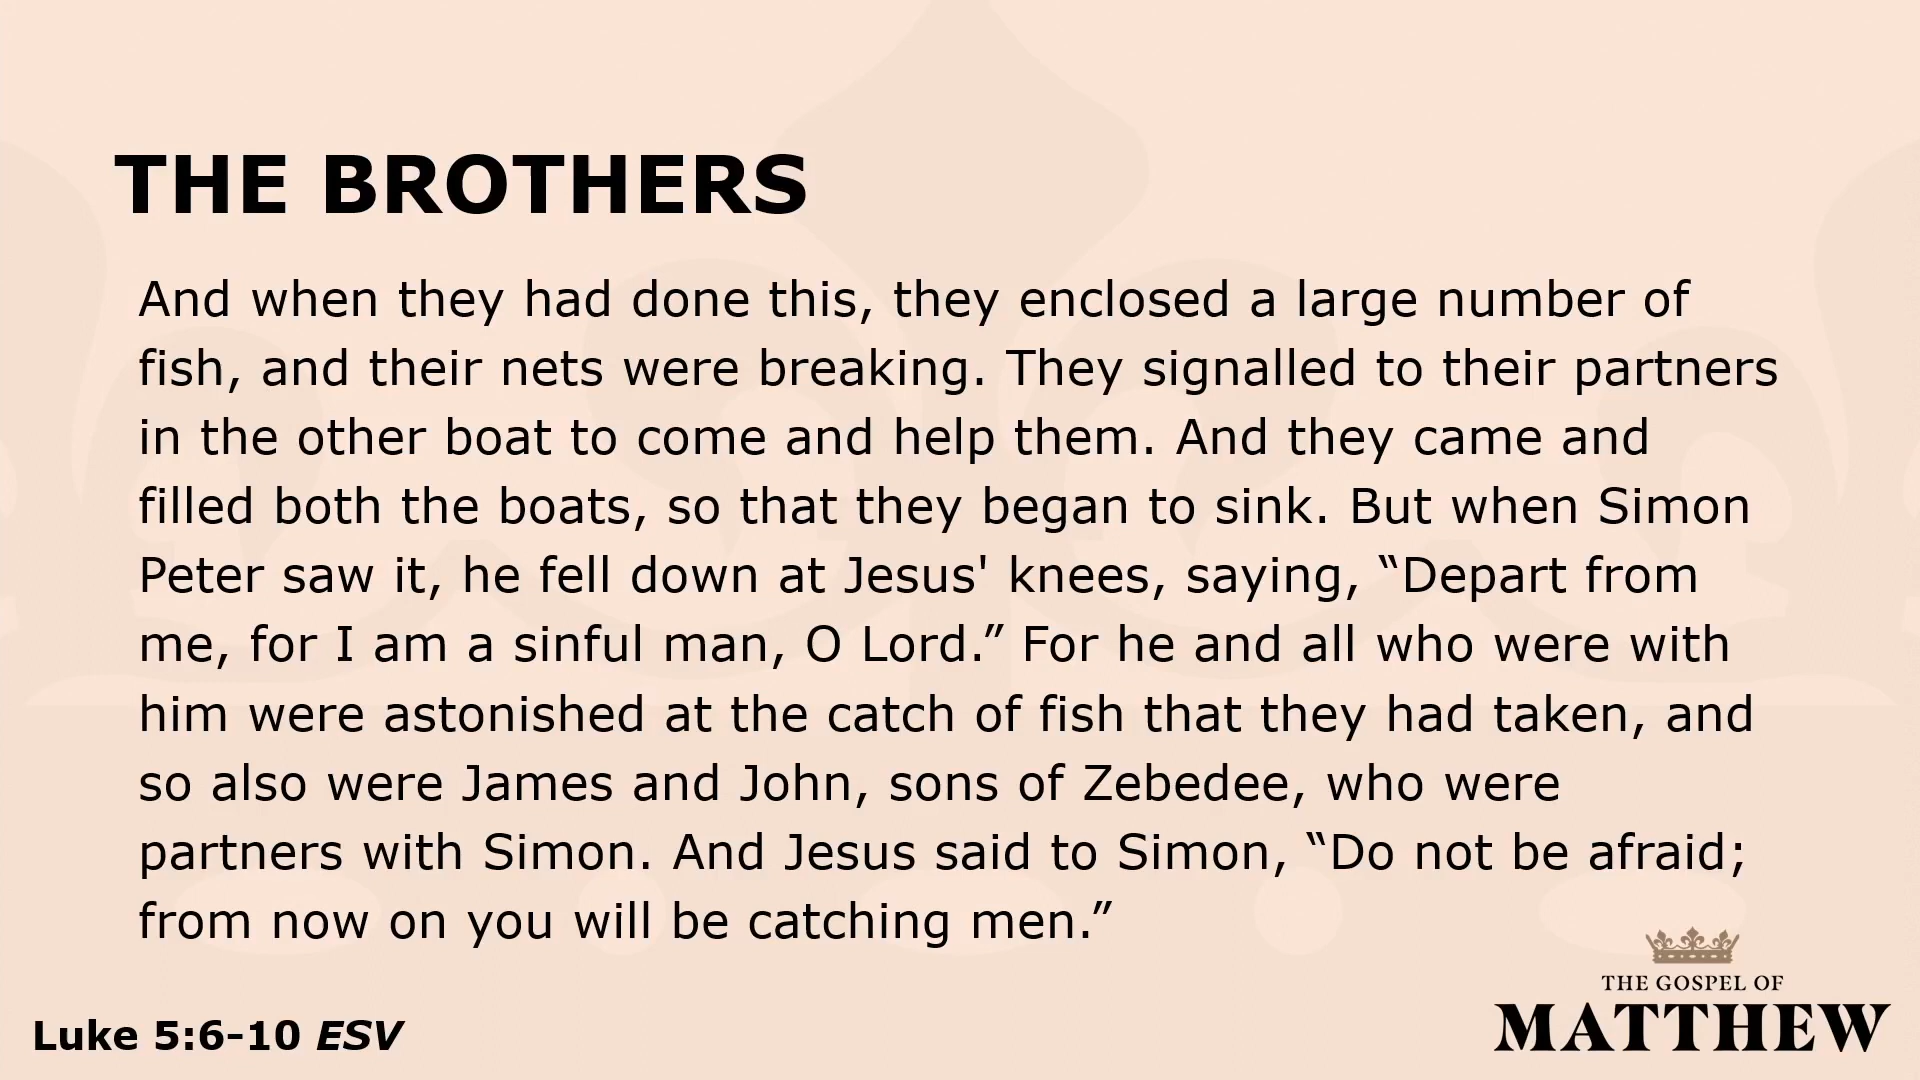 THE BROTHERS
And when they had done this, they enclosed a large number of
fish, and their nets were breaking. They signalled to their partners
in the other boat to come and help them. And they came and
filled both the boats, so that they began to sink. But when Simon
Peter saw it, he fell down at Jesus' knees, saying, “Depart from
me, for I am a sinful man, O Lord.” For he and all who were with
him were astonished at the catch of fish that they had taken, and
so also were James and John, sons of Zebedee, who were
partners with Simon. And Jesus said to Simon, “Do not be afraid;
from now on you will be catching men.”
THE GOSPEL OF
MATTHEW
Luke 5:6-10 ESV